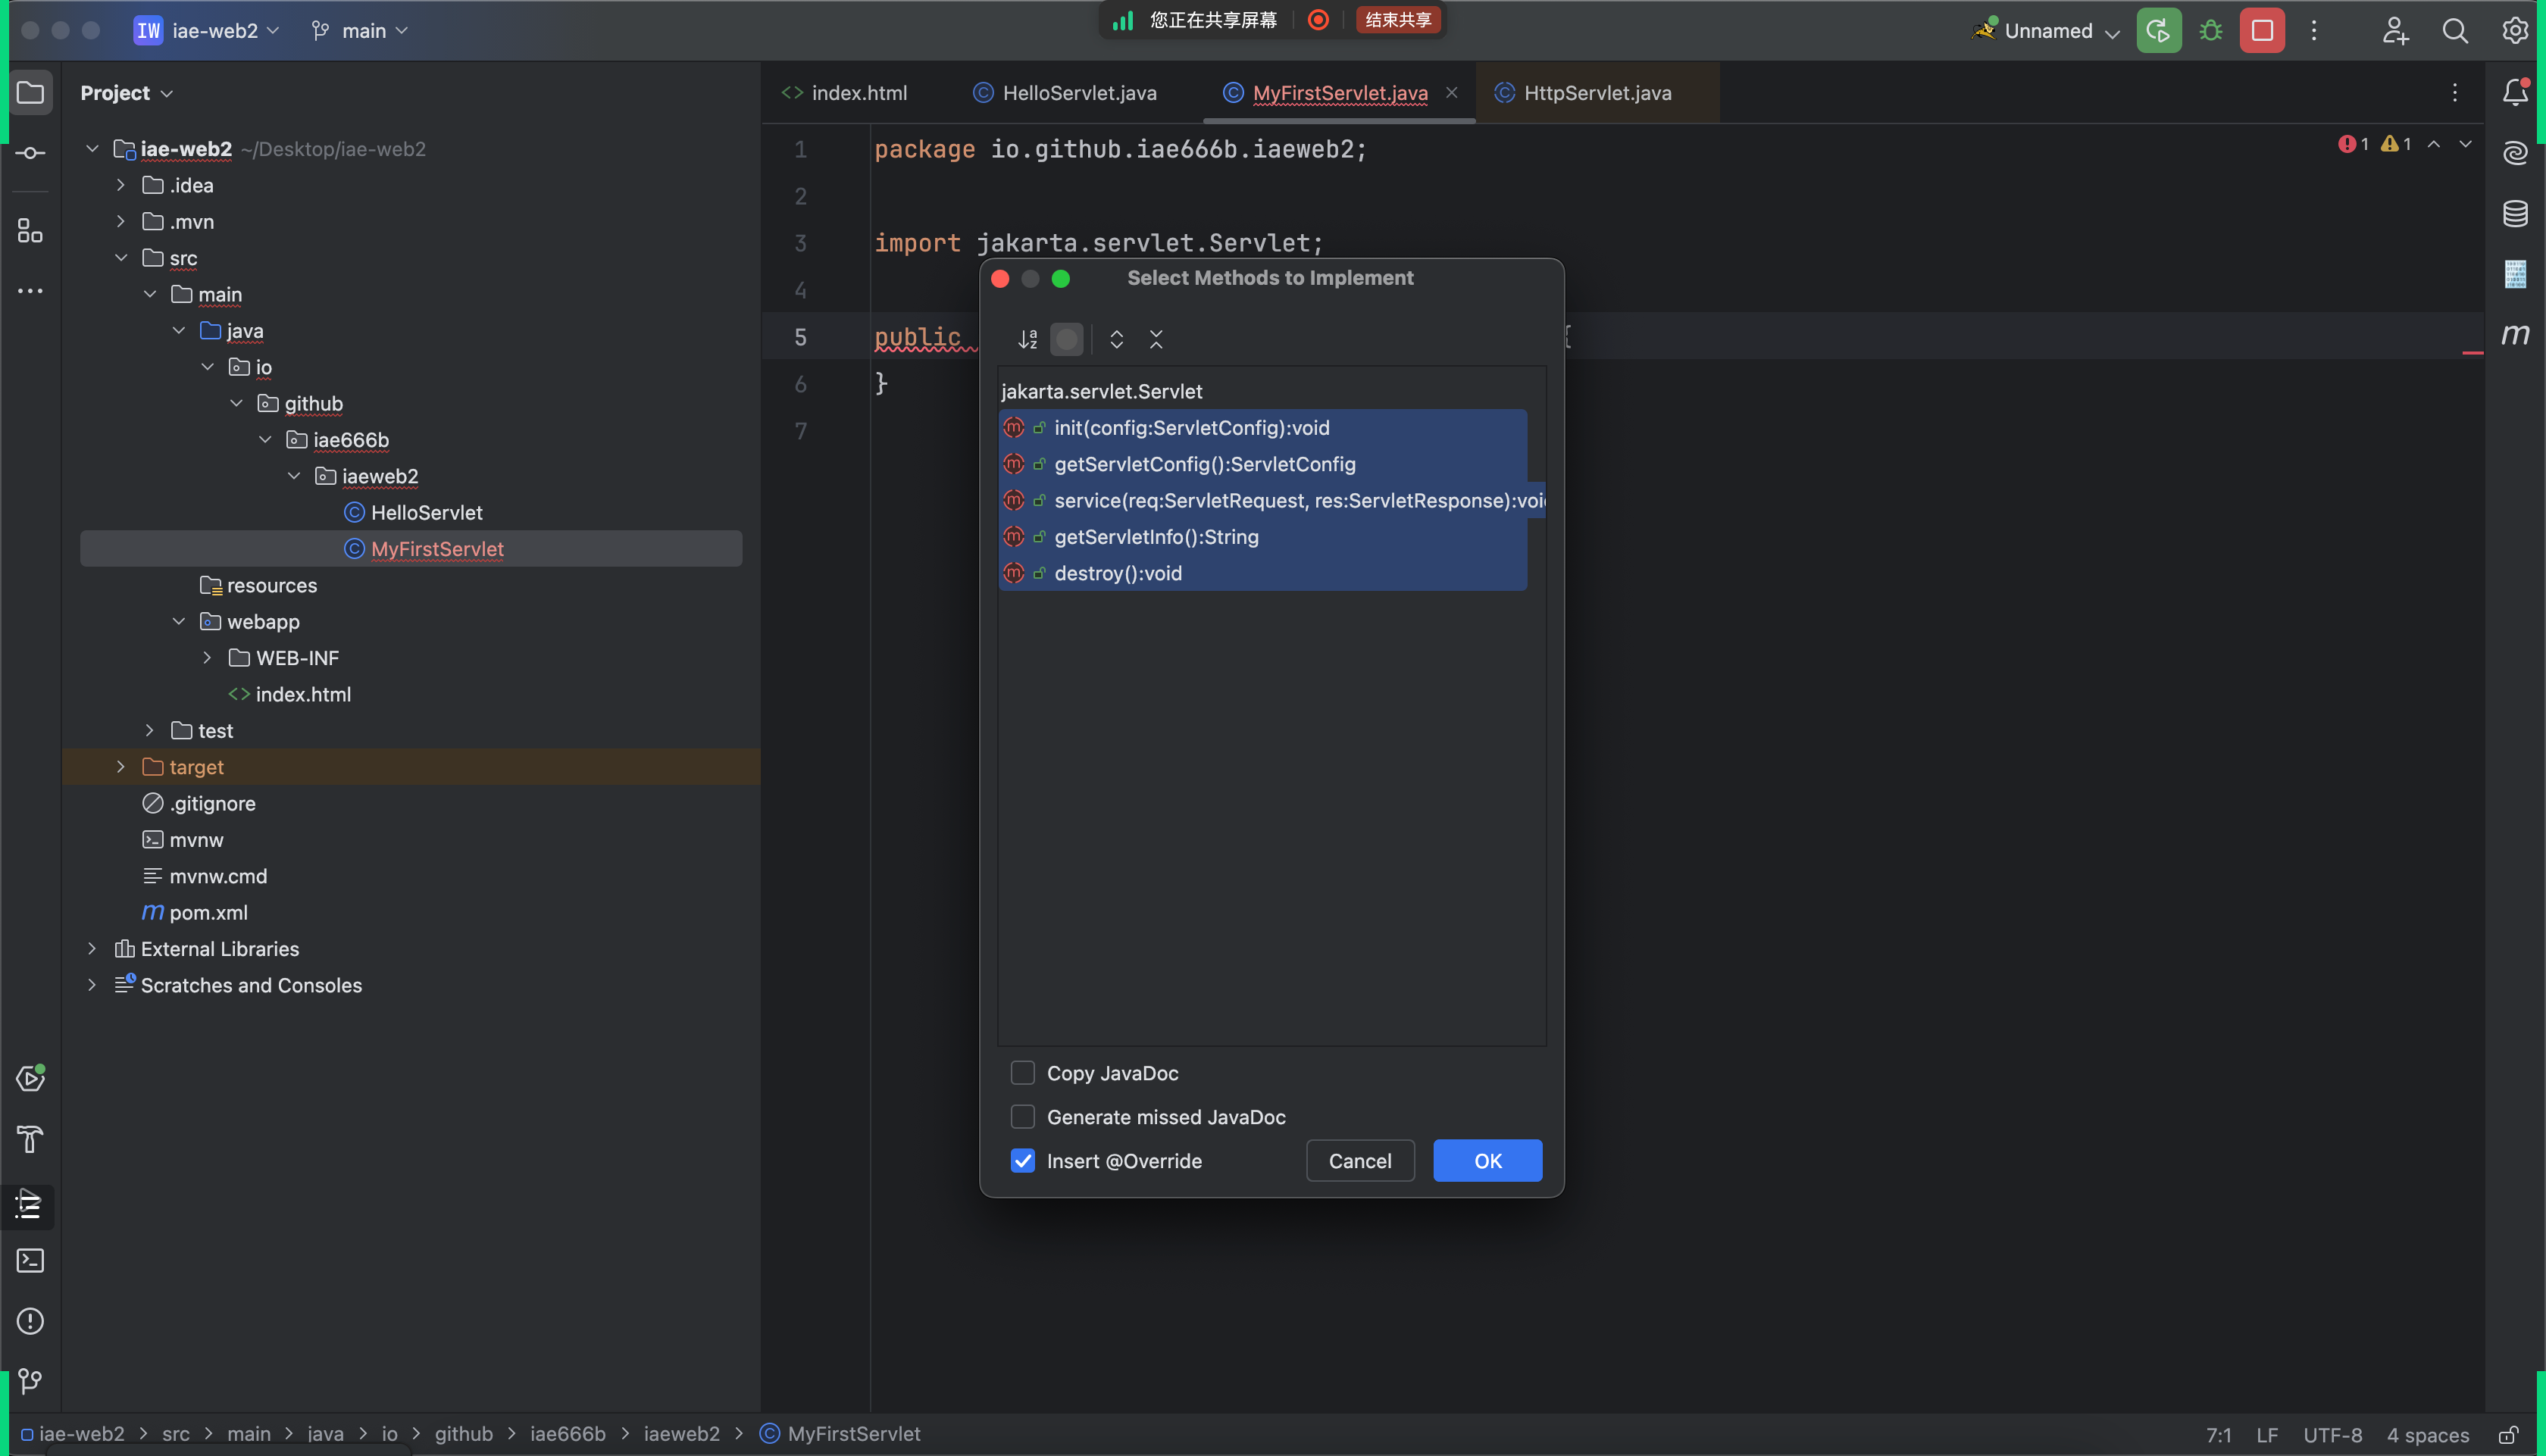 IW iae-web2 main
您正在共享屏幕 结束共享
Unnamed
Project
index.html HelloServlet.java MyFirstServlet.java HttpServlet.java
iae-web2 ~/Desktop/iae-web2
.idea
.mvn
src
main
java
io
github
iae666b
iaeweb2
HelloServlet
MyFirstServlet
resources
webapp
WEB-INF
index.html
test
target
.gitignore
mvnw
mvnw.cmd
pom.xml
External Libraries
Scratches and Consoles
1 package io.github.iae666b.iaeweb2;
1 1
2
3 import jakarta.servlet.Servlet;
4
5 public {
6 }
7
Select Methods to Implement
jakarta.servlet.Servlet
init(config:ServletConfig):void
getServletConfig():ServletConfig
service(req:ServletRequest, res:ServletResponse):voi
getServletInfo():String
destroy():void
Copy JavaDoc
Generate missed JavaDoc
Insert @Override
Cancel OK
iae-web2 > src > main > java > io > github > iae666b > iaeweb2 > MyFirstServlet
7:1 LF UTF-8 4 spaces